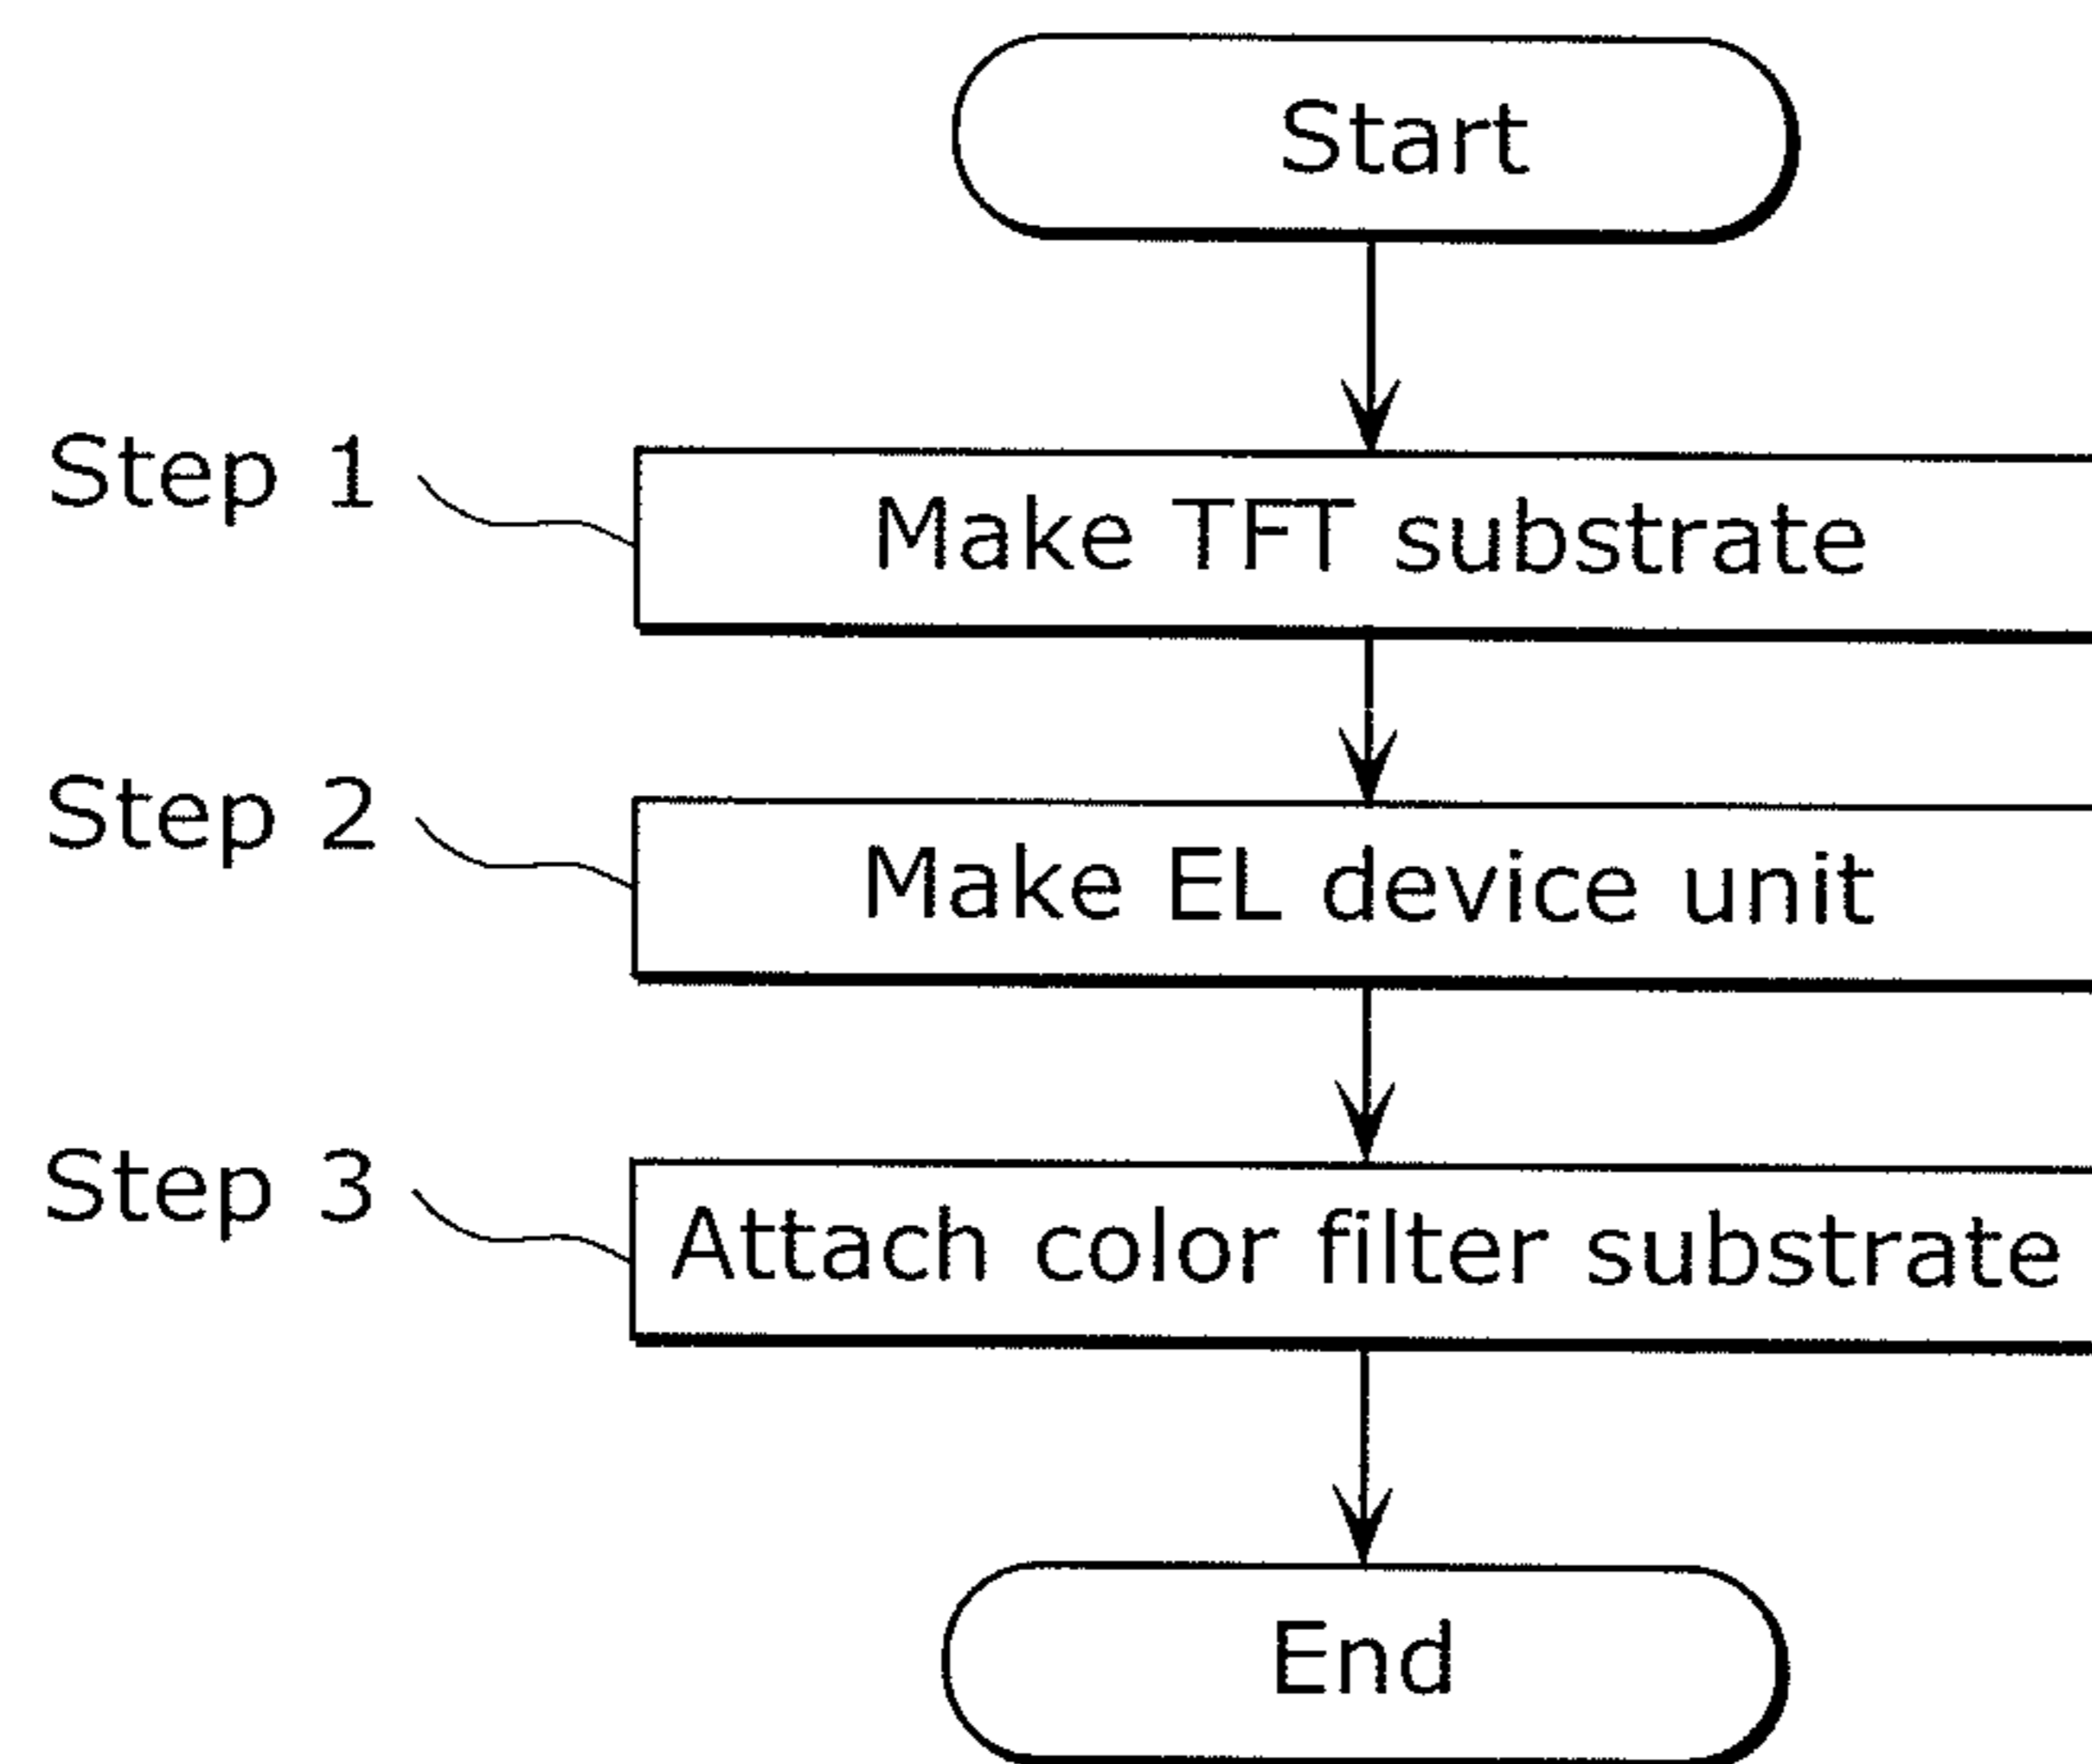 Start
Step 1
Make TFT substrate
Step 2
Make EL device unit
Step 3
Attach color filter substrate
End